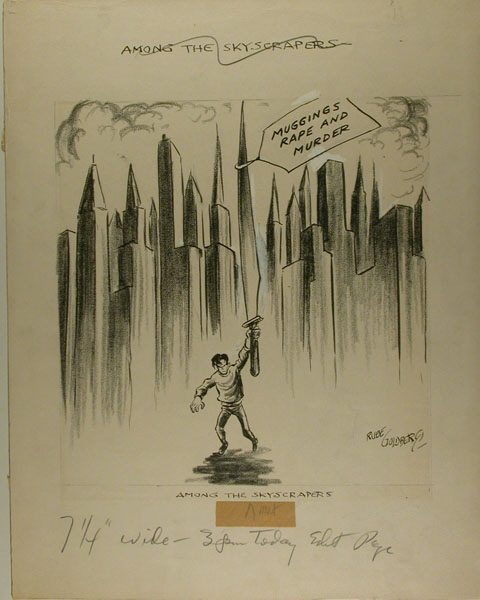 AMONG THE SKY-SCRAPERS
MUGGINGS
RAPE AND
MURDER
RUBE GOLDBERG
AMONG THE SKYSCRAPERS
7 1/4" wide - 3 pm Today Edit Page